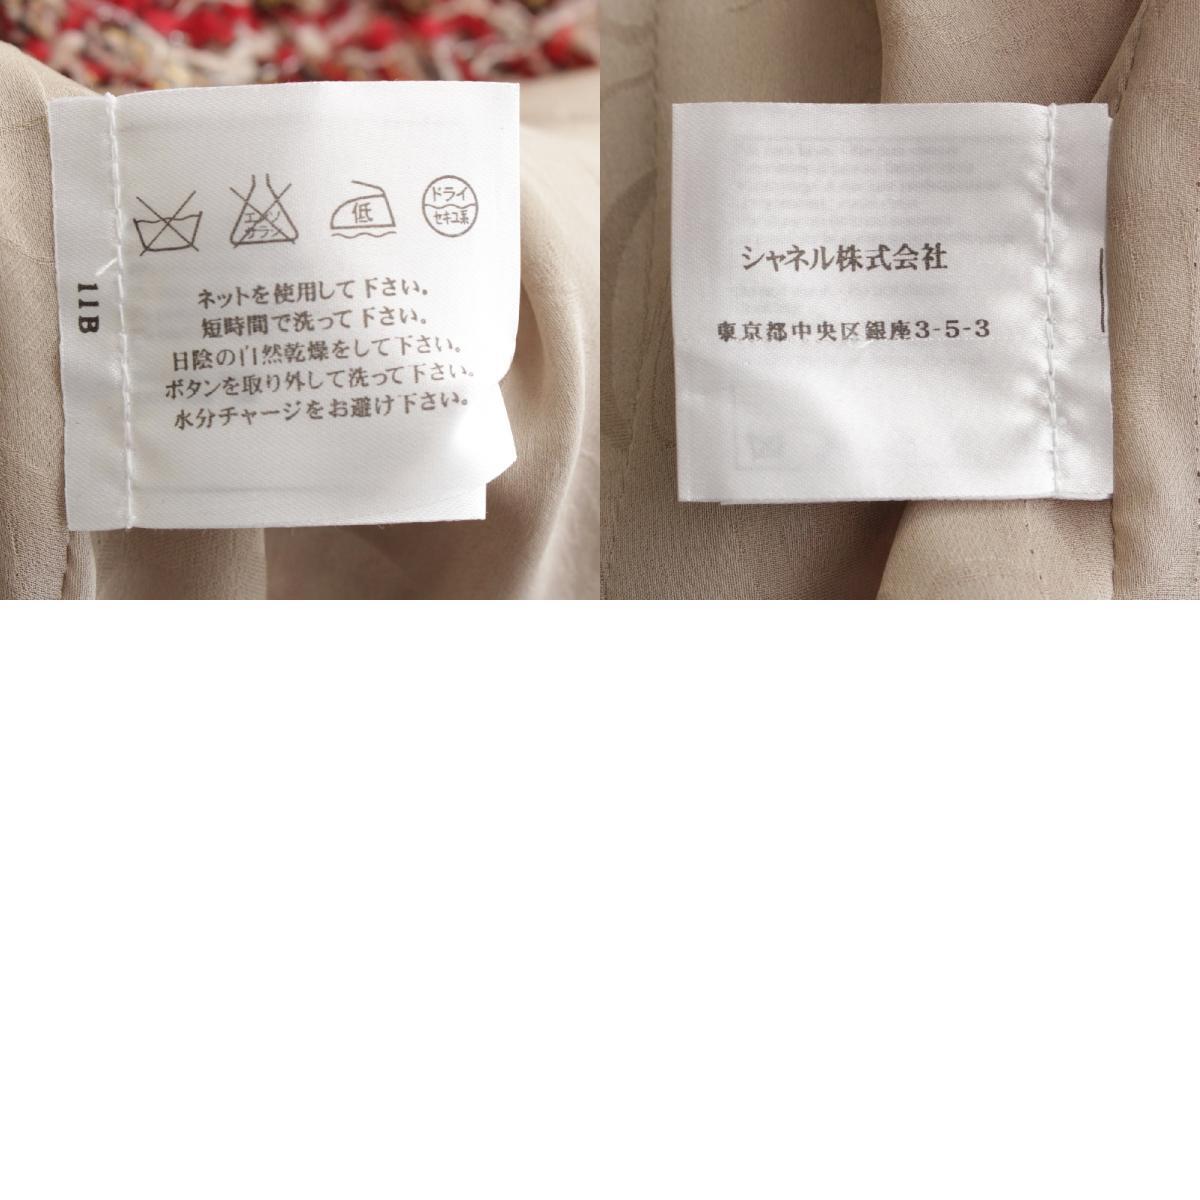 エンソ
カラン
低
ドライ
セキユ系
11B
ネットを使用して下さい。
短時間で洗って下さい。
日陰の自然乾燥をして下さい。
ボタンを取り外して洗って下さい。
水分チャージをお避け下さい。
シャネル株式会社
東京都中央区銀座3-5-3